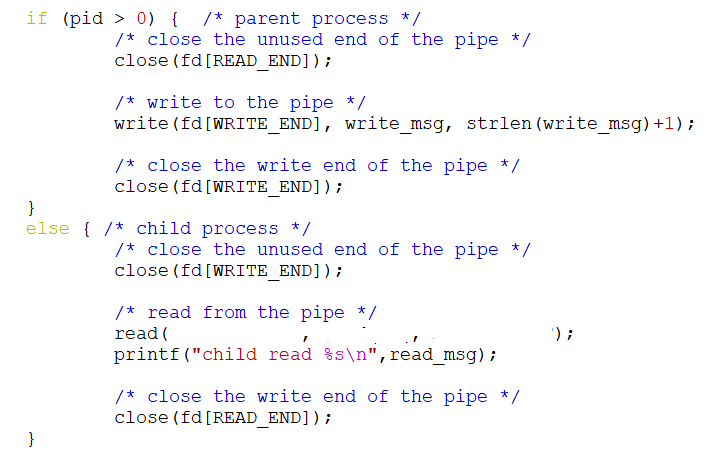 if (pid > 0) {  /* parent process */
        /* close the unused end of the pipe */
        close(fd[READ_END]);

        /* write to the pipe */
        write(fd[WRITE_END], write_msg, strlen(write_msg)+1);

        /* close the write end of the pipe */
        close(fd[WRITE_END]);
}
else { /* child process */
        /* close the unused end of the pipe */
        close(fd[WRITE_END]);

        /* read from the pipe */
        read(            ,         ,            );
        printf("child read %s\n",read_msg);

        /* close the write end of the pipe */
        close(fd[READ_END]);
}